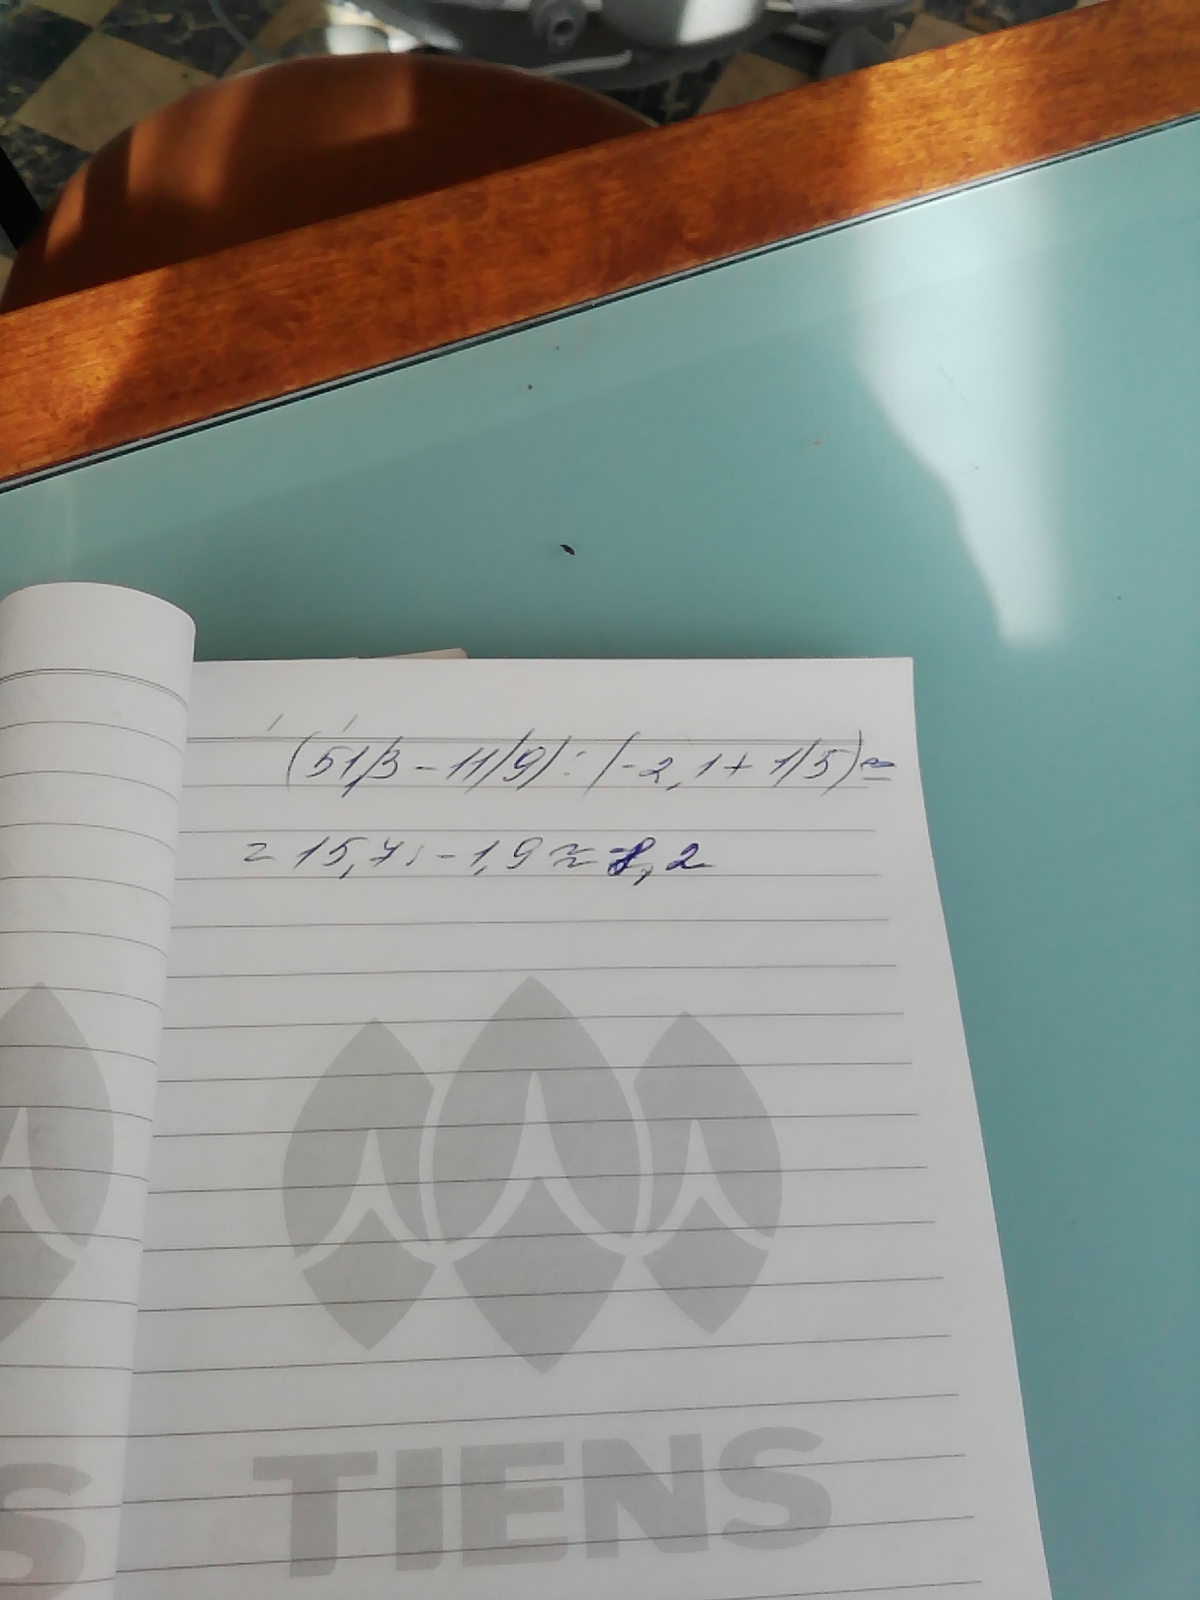 (51/3 - 11/9) : (-2,1 + 1/5) =
= 15,7 : -1,9 ≈ 8,2
TIENS
S